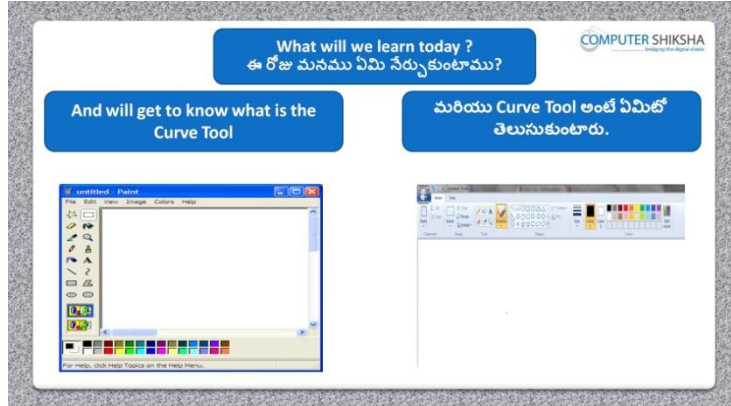 What will we learn today ?
ఈ రోజు మనము ఏమి నేర్చుకుంటాము?
COMPUTER SHIKSHA
bridging the digital divide
And will get to know what is the
Curve Tool
మరియు Curve Tool అంటే ఏమిటో
తెలుసుకుంటారు.
untitled - Paint
File Edit View Image Colors Help
For Help, click Help Topics on the Help Menu.